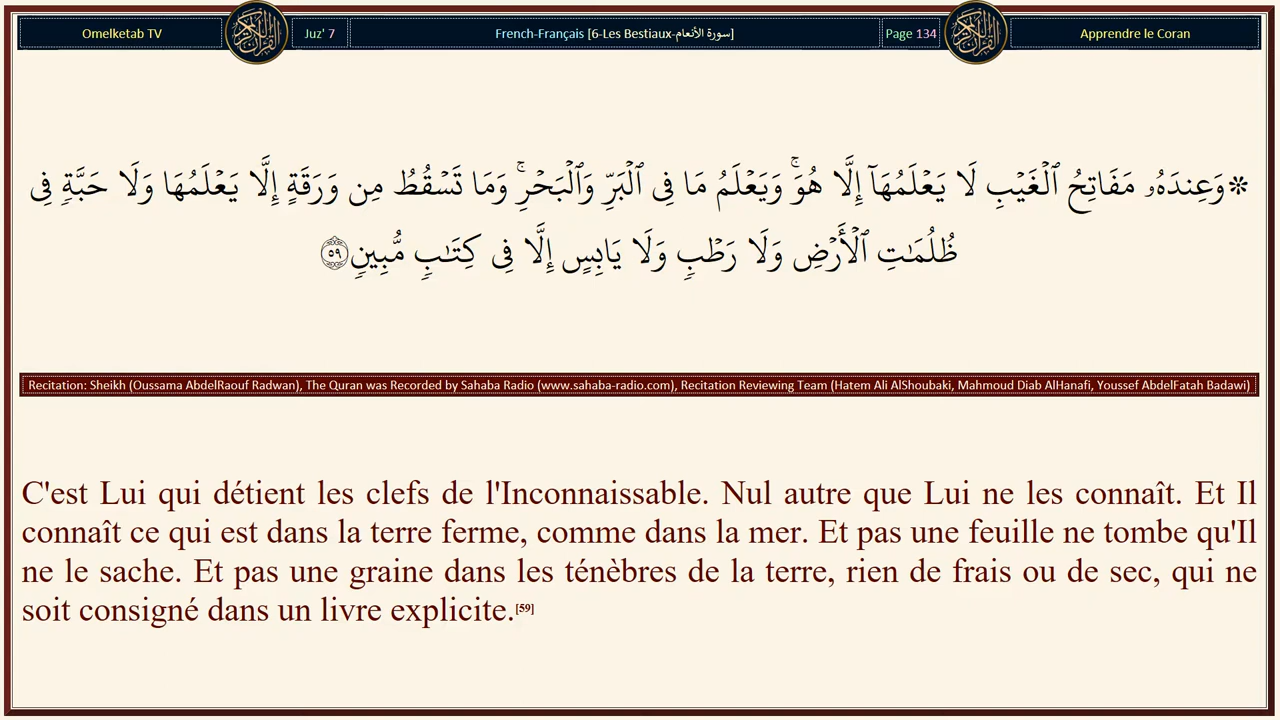 Omelketab TV
Juz' 7
French-Français [6-Les Bestiaux-سورة الأنعام]
Page 134
Apprendre le Coran
۞وَعِندَهُۥ مَفَاتِحُ ٱلۡغَيۡبِ لَا يَعۡلَمُهَآ إِلَّا هُوَۚ وَيَعۡلَمُ مَا فِي ٱلۡبَرِّ وَٱلۡبَحۡرِۚ وَمَا تَسۡقُطُ مِن وَرَقَةٍ إِلَّا يَعۡلَمُهَا وَلَا حَبَّةٖ فِي
ظُلُمَٰتِ ٱلۡأَرۡضِ وَلَا رَطۡبٖ وَلَا يَابِسٍ إِلَّا فِي كِتَٰبٖ مُّبِينٖ ٥٩
Recitation: Sheikh (Oussama AbdelRaouf Radwan), The Quran was Recorded by Sahaba Radio (www.sahaba-radio.com), Recitation Reviewing Team (Hatem Ali AlShoubaki, Mahmoud Diab AlHanafi, Youssef AbdelFatah Badawi)
C'est Lui qui détient les clefs de l'Inconnaissable. Nul autre que Lui ne les connaît. Et Il
connaît ce qui est dans la terre ferme, comme dans la mer. Et pas une feuille ne tombe qu'Il
ne le sache. Et pas une graine dans les ténèbres de la terre, rien de frais ou de sec, qui ne
soit consigné dans un livre explicite.[59]